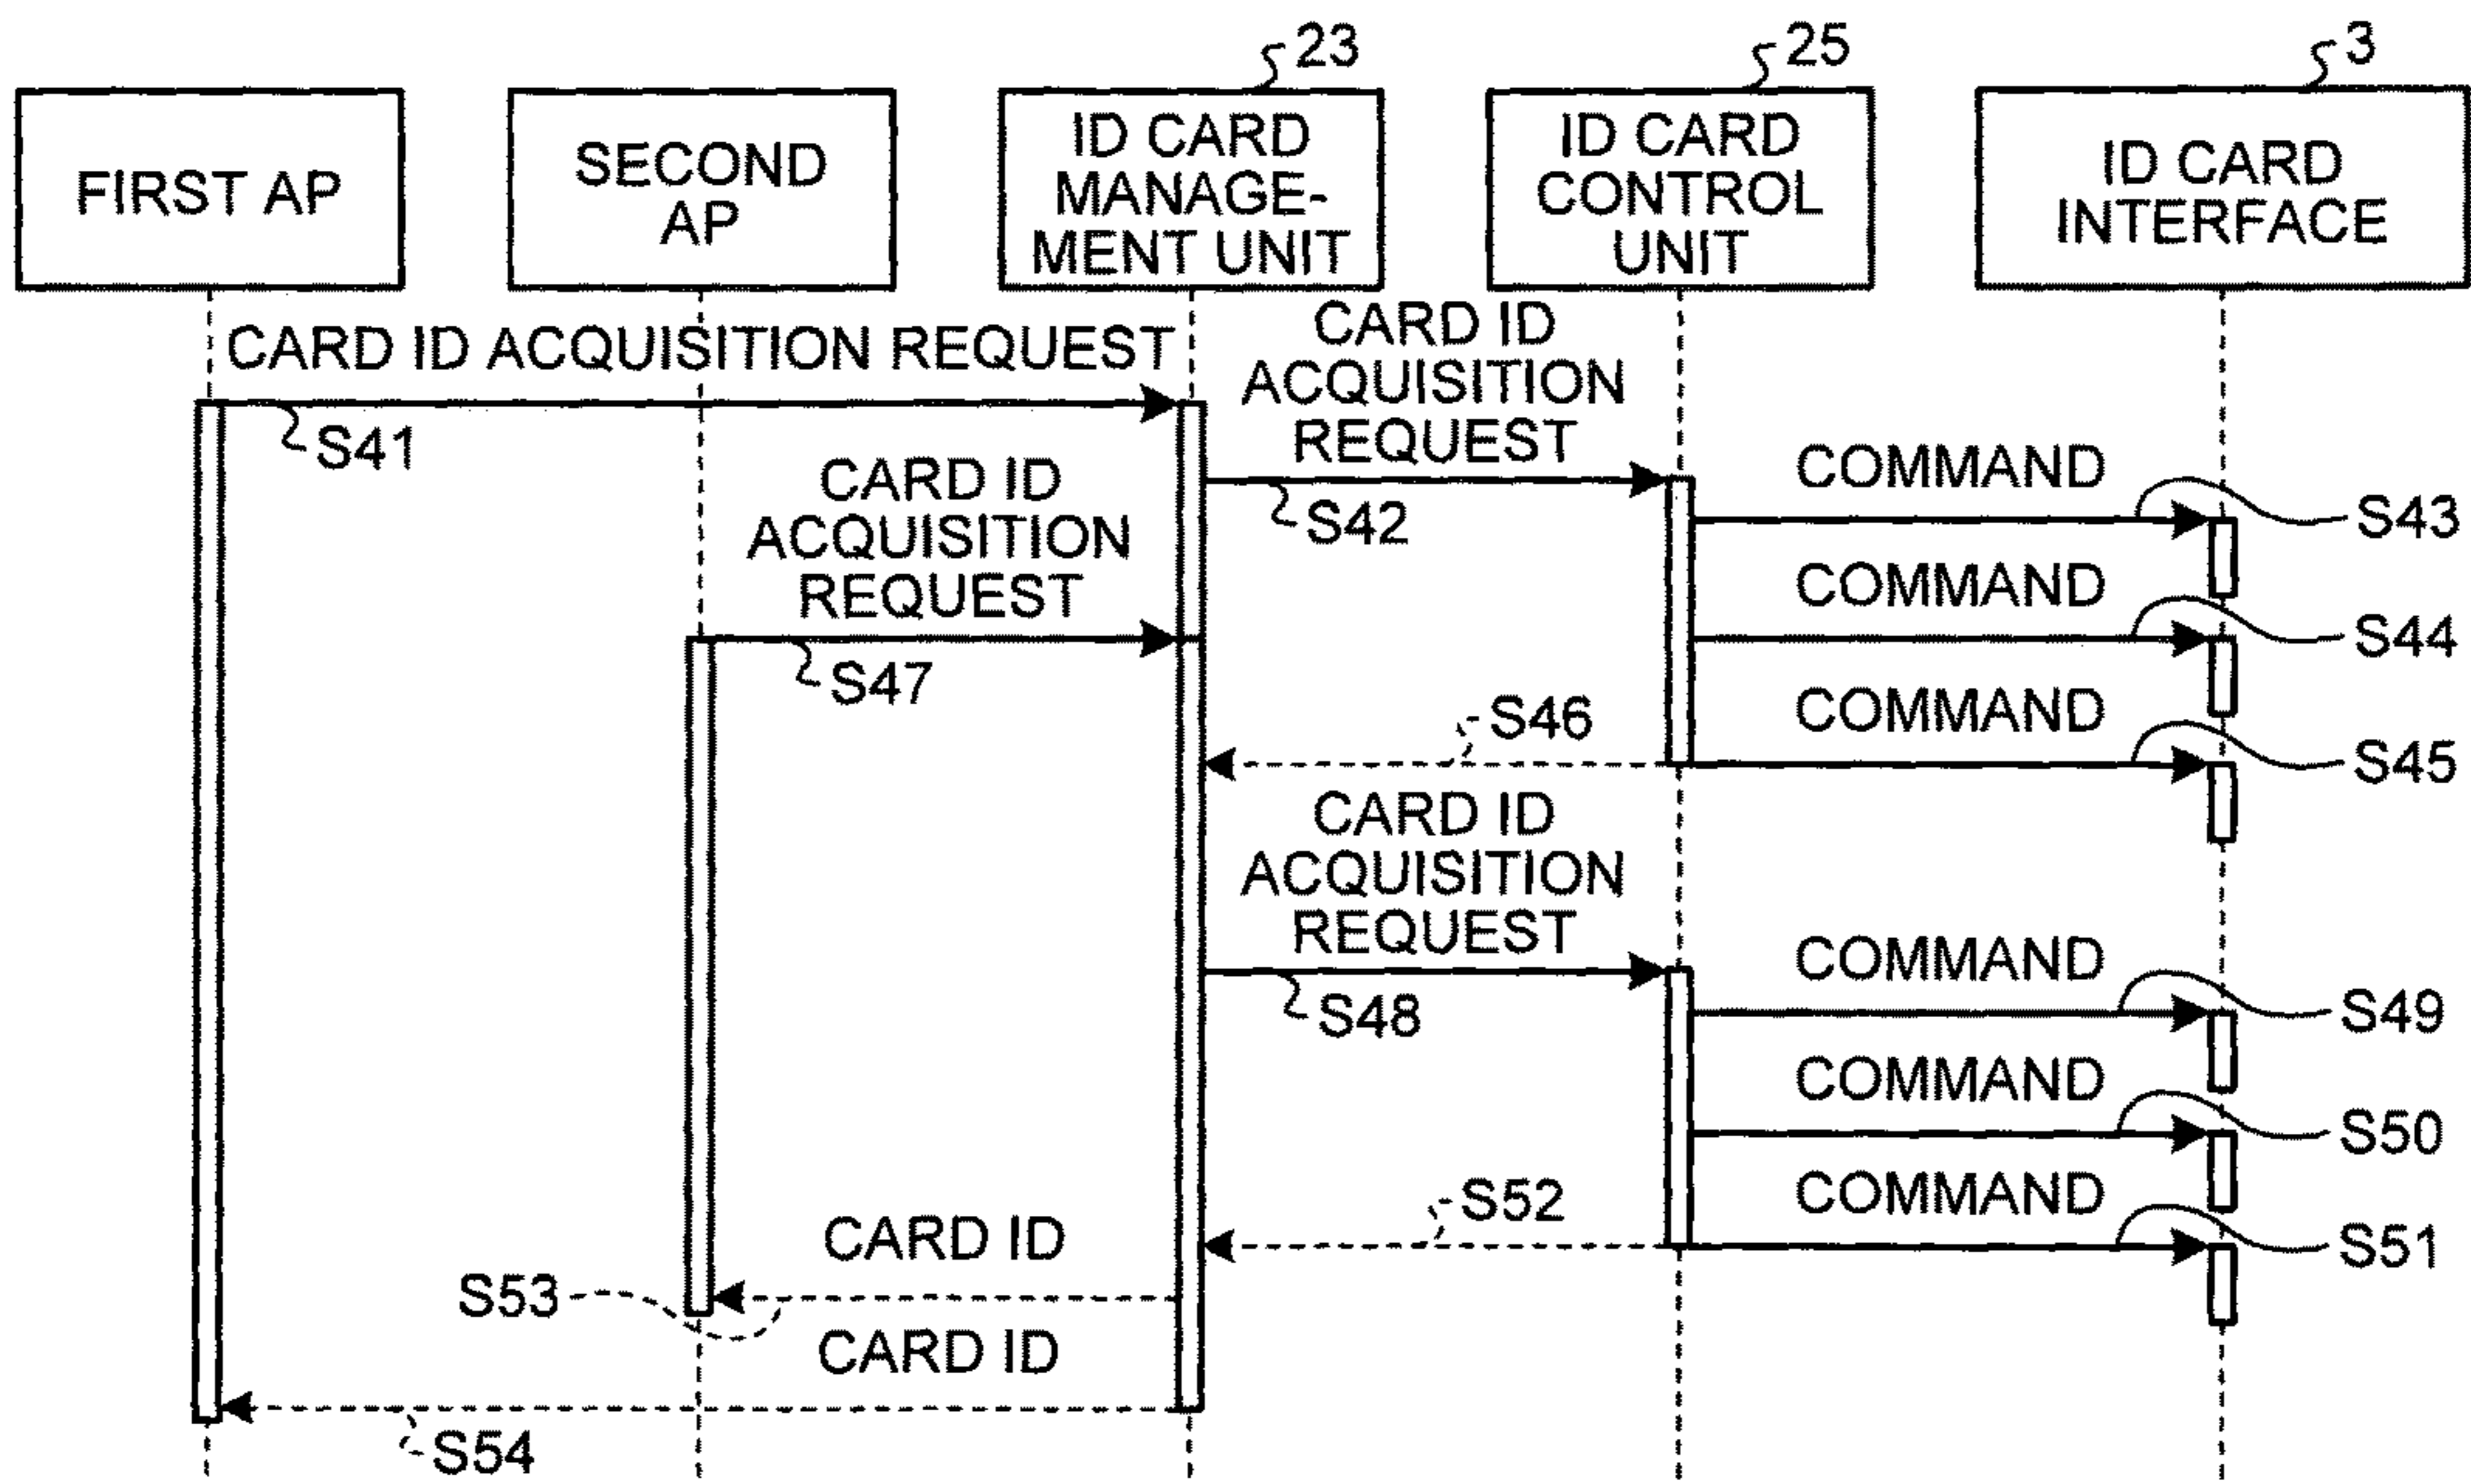 23
25
3
FIRST AP
SECOND
AP
ID CARD
MANAGE-
MENT UNIT
ID CARD
CONTROL
UNIT
ID CARD
INTERFACE
CARD ID ACQUISITION REQUEST
S41
CARD ID
ACQUISITION
REQUEST
S42
COMMAND
S43
CARD ID
ACQUISITION
REQUEST
S47
COMMAND
S44
COMMAND
S45
S46
CARD ID
ACQUISITION
REQUEST
S48
COMMAND
S49
COMMAND
S50
COMMAND
S51
S52
CARD ID
S53
CARD ID
S54